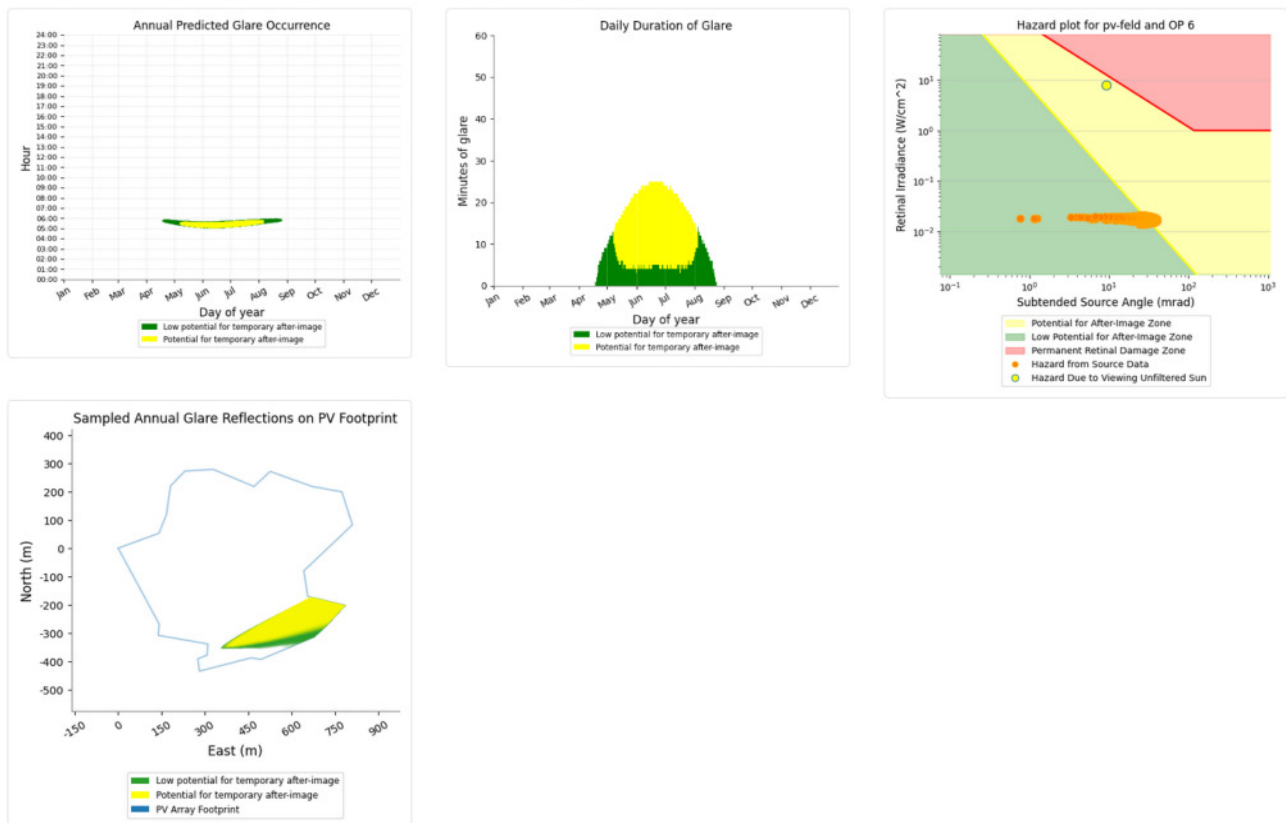 Annual Predicted Glare Occurrence
24:00
23:00
22:00
21:00
20:00
19:00
18:00
17:00
16:00
15:00
14:00
13:00
12:00
11:00
10:00
09:00
08:00
07:00
06:00
05:00
04:00
03:00
02:00
01:00
00:00
Hour
Jan Feb Mar Apr May Jun Jul Aug Sep Oct Nov Dec
Day of year
Low potential for temporary after-image
Potential for temporary after-image
Daily Duration of Glare
60
50
40
30
20
10
0
Minutes of glare
Jan Feb Mar Apr May Jun Jul Aug Sep Oct Nov Dec
Day of year
Low potential for temporary after-image
Potential for temporary after-image
Hazard plot for pv-feld and OP 6
10^1
10^0
10^-1
10^-2
Retinal Irradiance (W/cm^2)
10^-1 10^0 10^1 10^2 10^3
Subtended Source Angle (mrad)
Potential for After-Image Zone
Low Potential for After-Image Zone
Permanent Retinal Damage Zone
Hazard from Source Data
Hazard Due to Viewing Unfiltered Sun
Sampled Annual Glare Reflections on PV Footprint
400
300
200
100
0
-100
-200
-300
-400
-500
North (m)
-150 0 150 300 450 600 750 900
East (m)
Low potential for temporary after-image
Potential for temporary after-image
PV Array Footprint